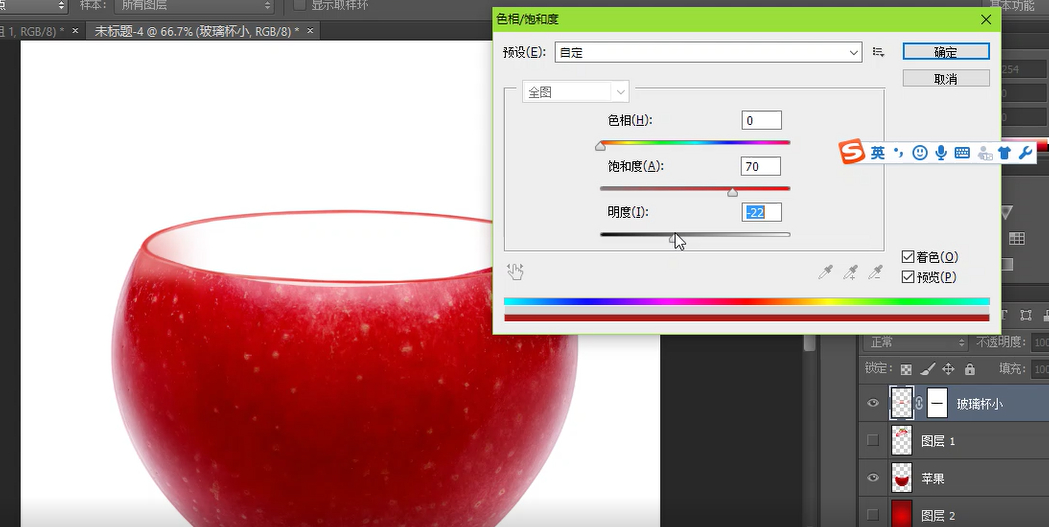 点 样本: 所有图层 显示取样环
基本功能
1, RGB/8) * × 未标题-4 @ 66.7% (玻璃杯小, RGB/8) * ×
色相/饱和度
预设(E): 自定
确定
取消
全图
色相(H): 0
饱和度(A): 70
明度(I): -22
着色(O)
预览(P)
英
254
0
0
正常 不透明度: 100
锁定: 填充: 100
玻璃杯小
图层 1
苹果
图层 2